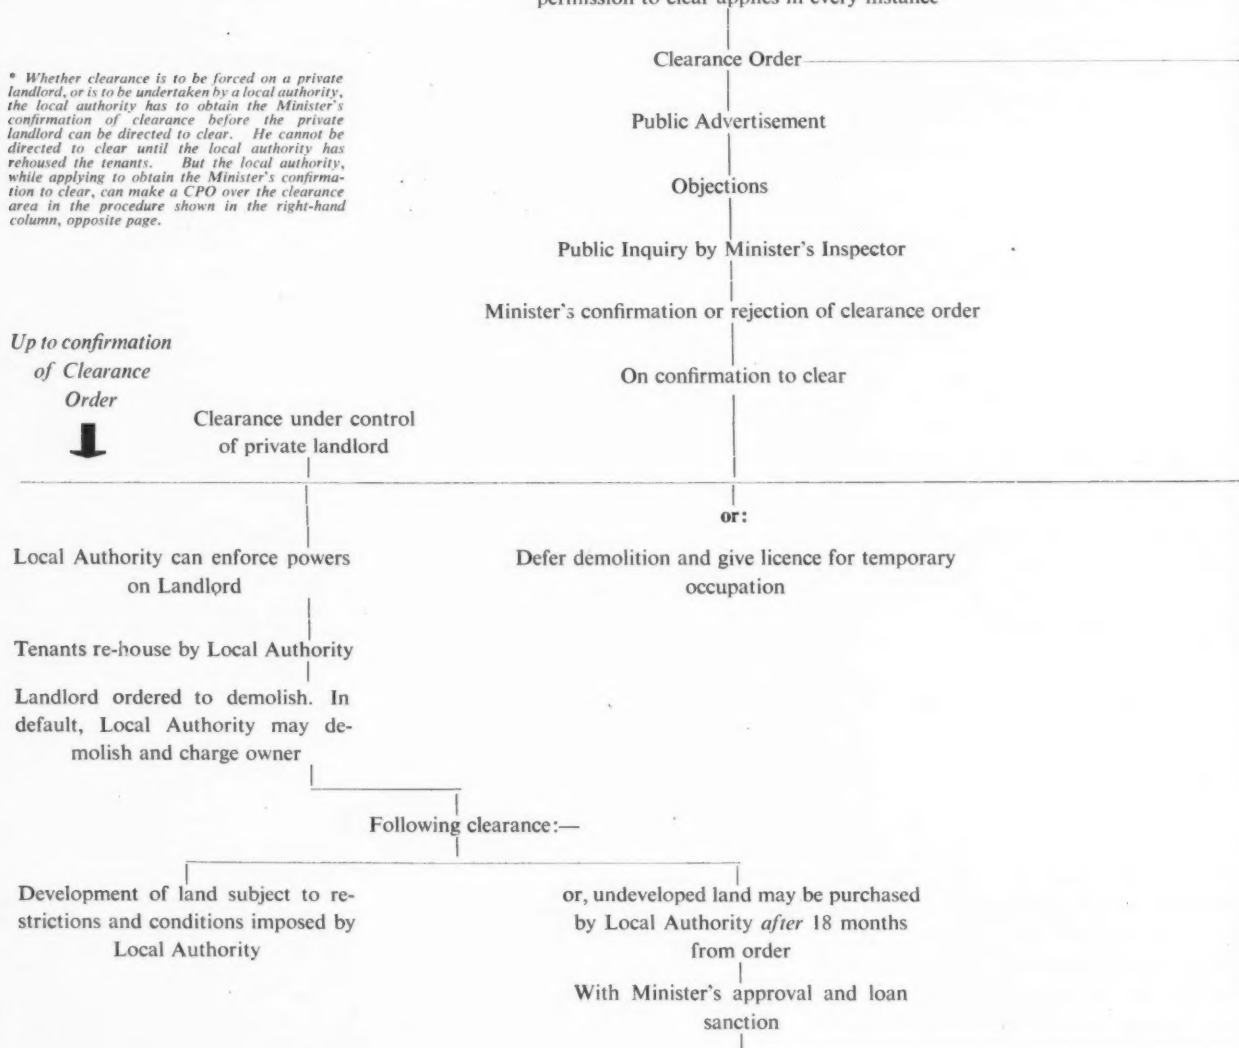 permission to clear applies in every instance
Clearance Order
* Whether clearance is to be forced on a private
landlord, or is to be undertaken by a local authority,
the local authority has to obtain the Minister's
confirmation of clearance before the private
landlord can be directed to clear. He cannot be
directed to clear until the local authority has
rehoused the tenants. But the local authority,
while applying to obtain the Minister's confirma-
tion to clear, can make a CPO over the clearance
area in the procedure shown in the right-hand
column, opposite page.
Public Advertisement
Objections
Public Inquiry by Minister's Inspector
Minister's confirmation or rejection of clearance order
On confirmation to clear
Up to confirmation
of Clearance
Order
Clearance under control
of private landlord
or:
Local Authority can enforce powers
on Landlord
Defer demolition and give licence for temporary
occupation
Tenants re-house by Local Authority
Landlord ordered to demolish. In
default, Local Authority may de-
molish and charge owner
Following clearance:—
Development of land subject to re-
strictions and conditions imposed by
Local Authority
or, undeveloped land may be purchased
by Local Authority after 18 months
from order
With Minister's approval and loan
sanction